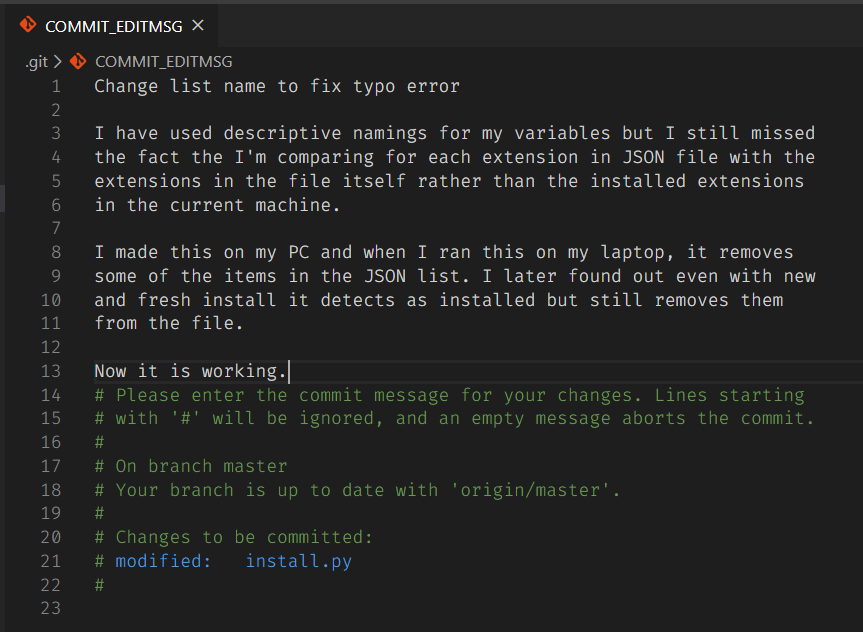 COMMIT_EDITMSG ×
.git > COMMIT_EDITMSG
1 Change list name to fix typo error
2
3 I have used descriptive namings for my variables but I still missed
4 the fact the I'm comparing for each extension in JSON file with the
5 extensions in the file itself rather than the installed extensions
6 in the current machine.
7
8 I made this on my PC and when I ran this on my laptop, it removes
9 some of the items in the JSON list. I later found out even with new
10 and fresh install it detects as installed but still removes them
11 from the file.
12
13 Now it is working.
14 # Please enter the commit message for your changes. Lines starting
15 # with '#' will be ignored, and an empty message aborts the commit.
16 #
17 # On branch master
18 # Your branch is up to date with 'origin/master'.
19 #
20 # Changes to be committed:
21 # modified:   install.py
22 #
23